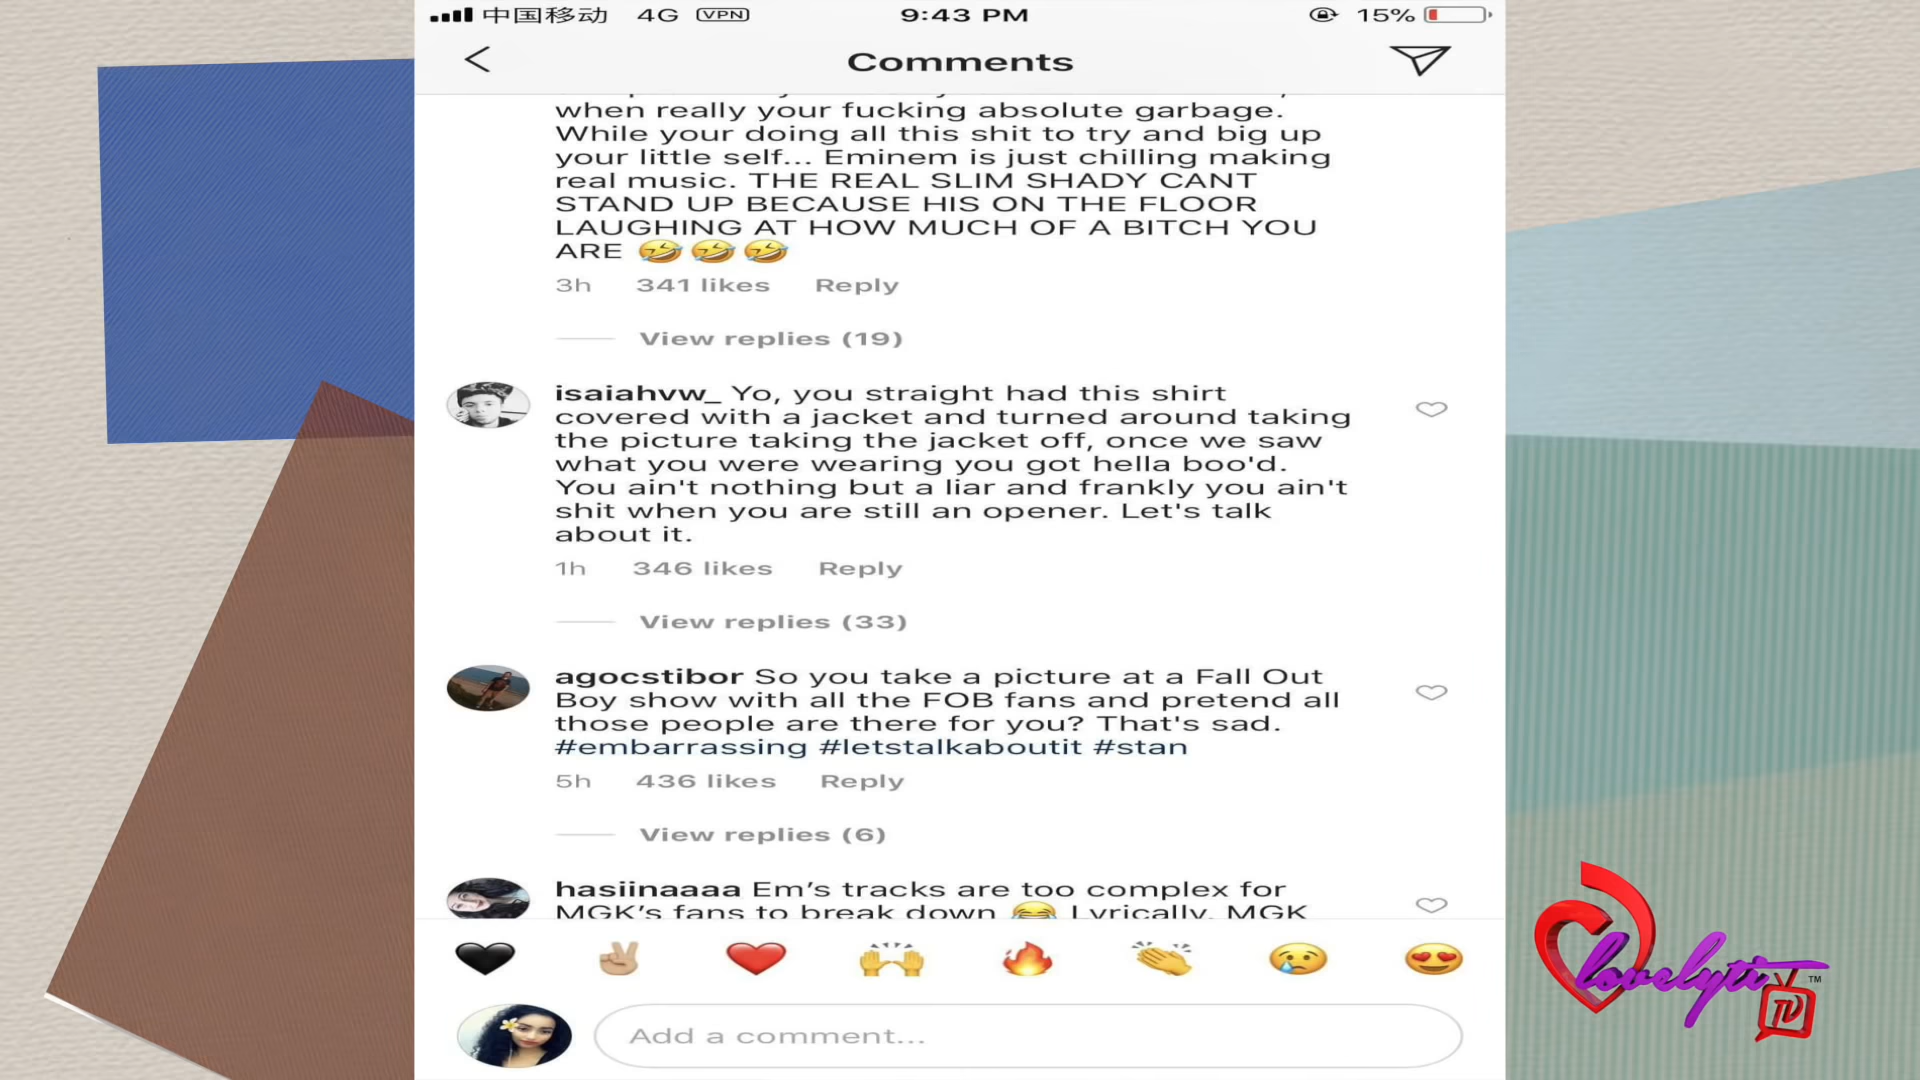 中国移动 4G VPN 9:43 PM 15%
Comments
when really your fucking absolute garbage.
While your doing all this shit to try and big up
your little self... Eminem is just chilling making
real music. THE REAL SLIM SHADY CANT
STAND UP BECAUSE HIS ON THE FLOOR
LAUGHING AT HOW MUCH OF A BITCH YOU
ARE 🤣🤣🤣
3h 341 likes Reply
View replies (19)
isaiahvw_ Yo, you straight had this shirt
covered with a jacket and turned around taking
the picture taking the jacket off, once we saw
what you were wearing you got hella boo'd.
You ain't nothing but a liar and frankly you ain't
shit when you are still an opener. Let's talk
about it.
1h 346 likes Reply
View replies (33)
agocstibor So you take a picture at a Fall Out
Boy show with all the FOB fans and pretend all
those people are there for you? That's sad.
#embarrassing #letstalkaboutit #stan
5h 436 likes Reply
View replies (6)
hasiinaaaa Em’s tracks are too complex for
MGK’s fans to break down 😂 Lyrically, MGK
Add a comment...
lovelyti TM
TV